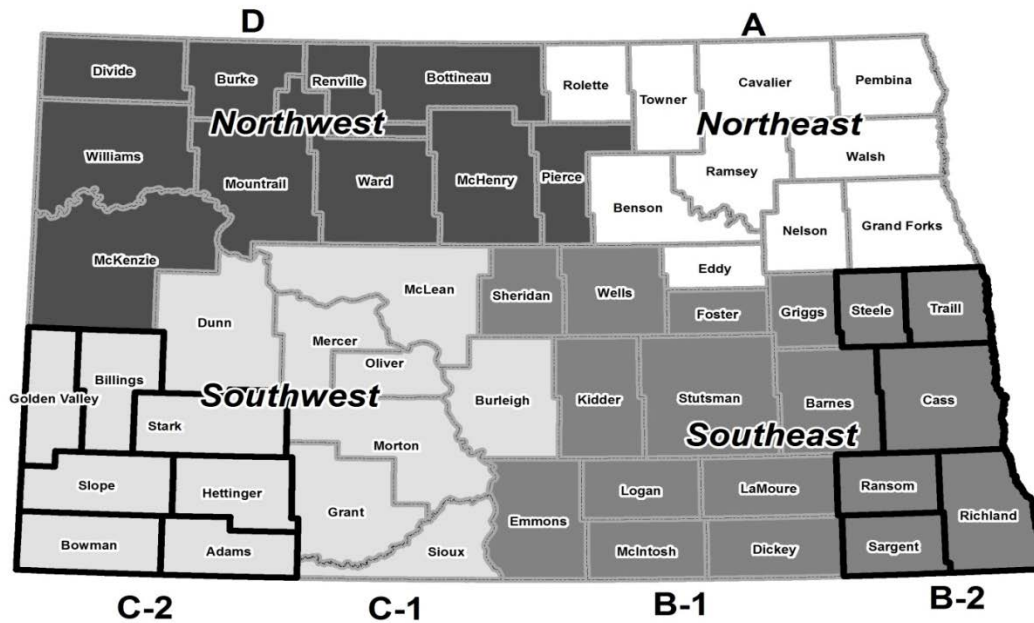 D A
Divide Burke Renville Bottineau Rolette Towner Cavalier Pembina
Northwest Northeast
Williams Mountrail Ward McHenry Pierce Benson Ramsey Walsh
Nelson Grand Forks
McKenzie McLean Sheridan Wells Eddy
Dunn Mercer Foster Griggs Steele Traill
Golden Valley Billings Oliver
Southwest Burleigh Kidder Stutsman Barnes Cass
Stark Southeast
Morton
Slope Hettinger Grant Emmons Logan LaMoure Ransom Richland
Bowman Adams Sioux McIntosh Dickey Sargent
C-2 C-1 B-1 B-2